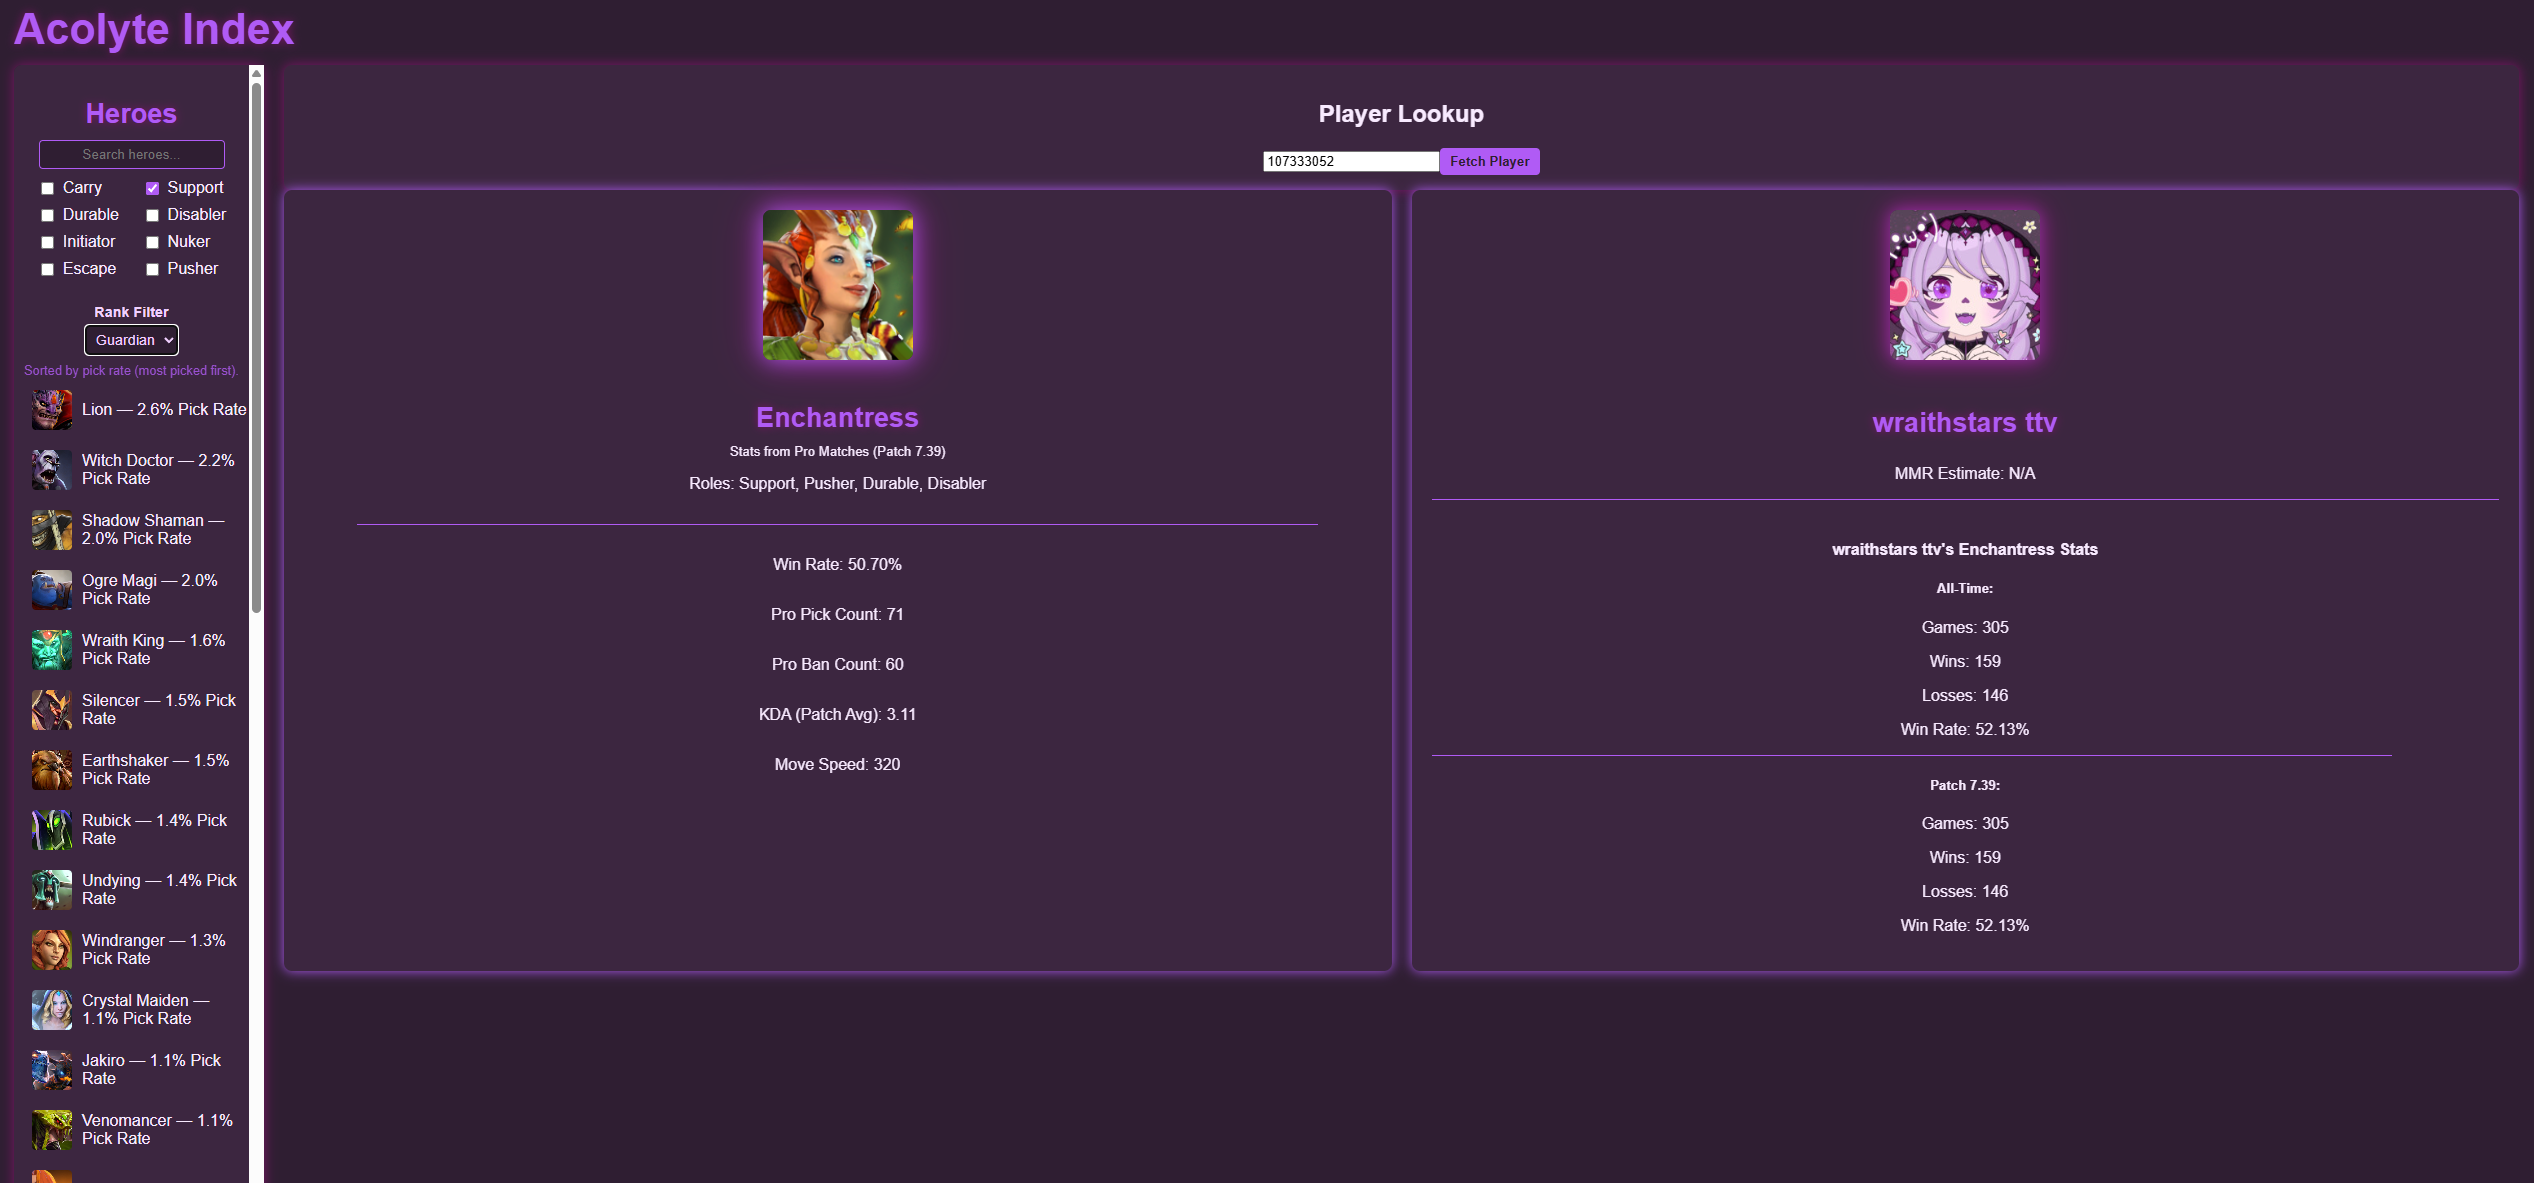 Acolyte Index
Heroes
Search heroes...
Carry
Support
Durable
Disabler
Initiator
Nuker
Escape
Pusher
Rank Filter
Guardian
Sorted by pick rate (most picked first).
Lion — 2.6% Pick Rate
Witch Doctor — 2.2%
Pick Rate
Shadow Shaman —
2.0% Pick Rate
Ogre Magi — 2.0%
Pick Rate
Wraith King — 1.6%
Pick Rate
Silencer — 1.5% Pick
Rate
Earthshaker — 1.5%
Pick Rate
Rubick — 1.4% Pick
Rate
Undying — 1.4% Pick
Rate
Windranger — 1.3%
Pick Rate
Crystal Maiden —
1.1% Pick Rate
Jakiro — 1.1% Pick
Rate
Venomancer — 1.1%
Pick Rate
Player Lookup
107333052
Fetch Player
Enchantress
Stats from Pro Matches (Patch 7.39)
Roles: Support, Pusher, Durable, Disabler
Win Rate: 50.70%
Pro Pick Count: 71
Pro Ban Count: 60
KDA (Patch Avg): 3.11
Move Speed: 320
wraithstars ttv
MMR Estimate: N/A
wraithstars ttv's Enchantress Stats
All-Time:
Games: 305
Wins: 159
Losses: 146
Win Rate: 52.13%
Patch 7.39:
Games: 305
Wins: 159
Losses: 146
Win Rate: 52.13%